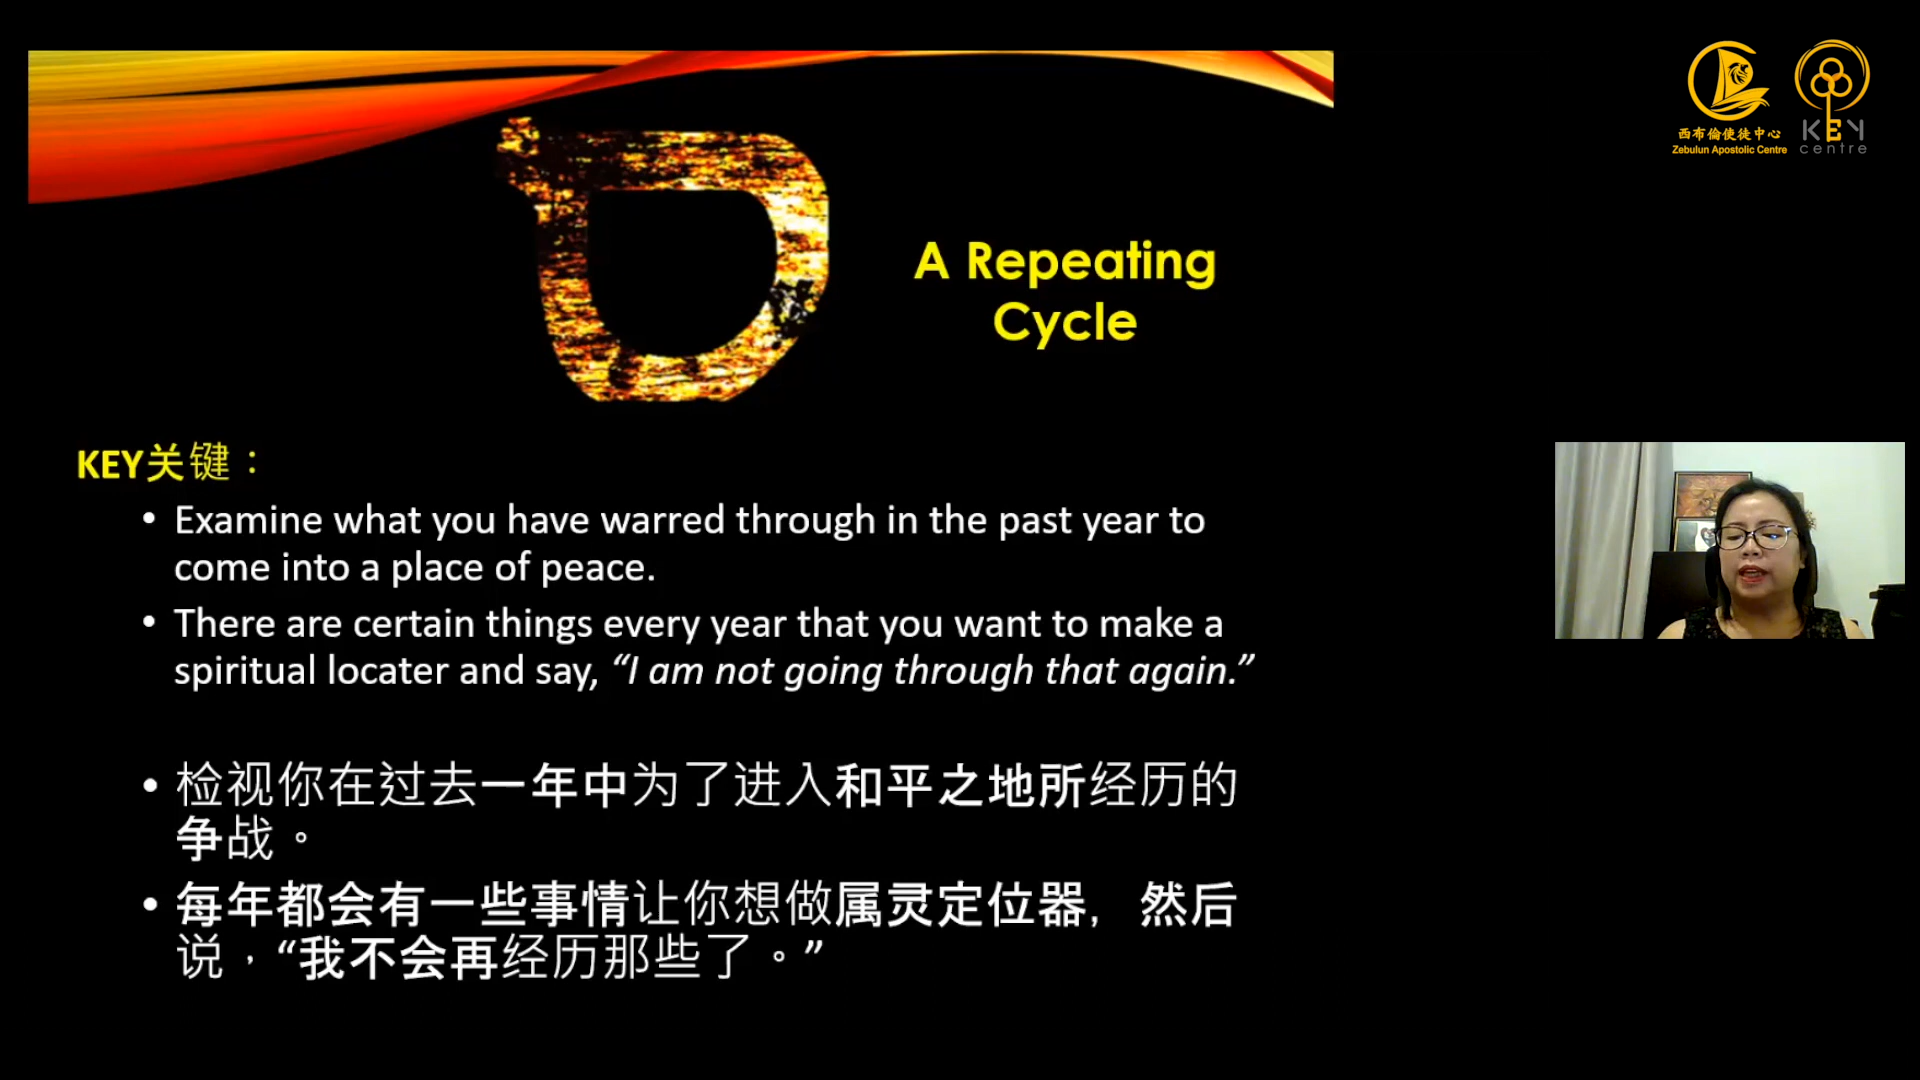 西布倫使徒中心
Zebulun Apostolic Centre
KEY
centre
ס
A Repeating
Cycle
KEY关键：
• Examine what you have warred through in the past year to
come into a place of peace.
• There are certain things every year that you want to make a
spiritual locater and say, “I am not going through that again.”
• 检视你在过去一年中为了进入和平之地所经历的
争战。
• 每年都会有一些事情让你想做属灵定位器，然后
说，“我不会再经历那些了。”